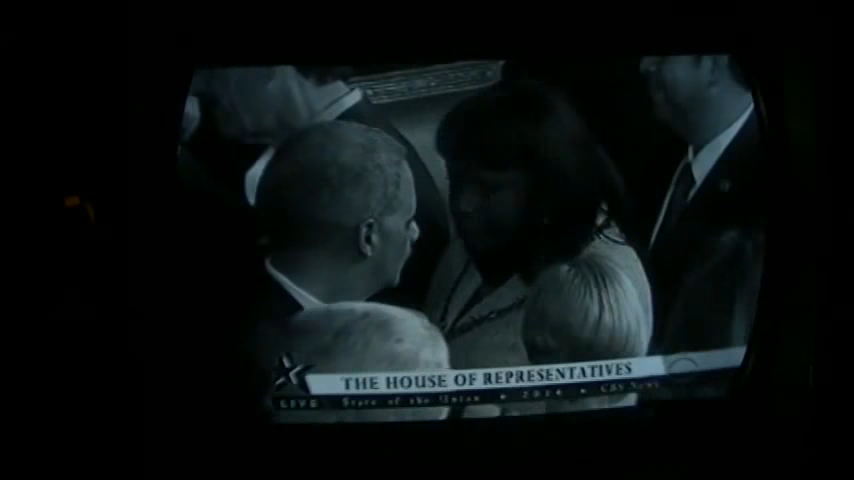 THE HOUSE OF REPRESENTATIVES
LIVE State of the Union • 2014 • CBS News